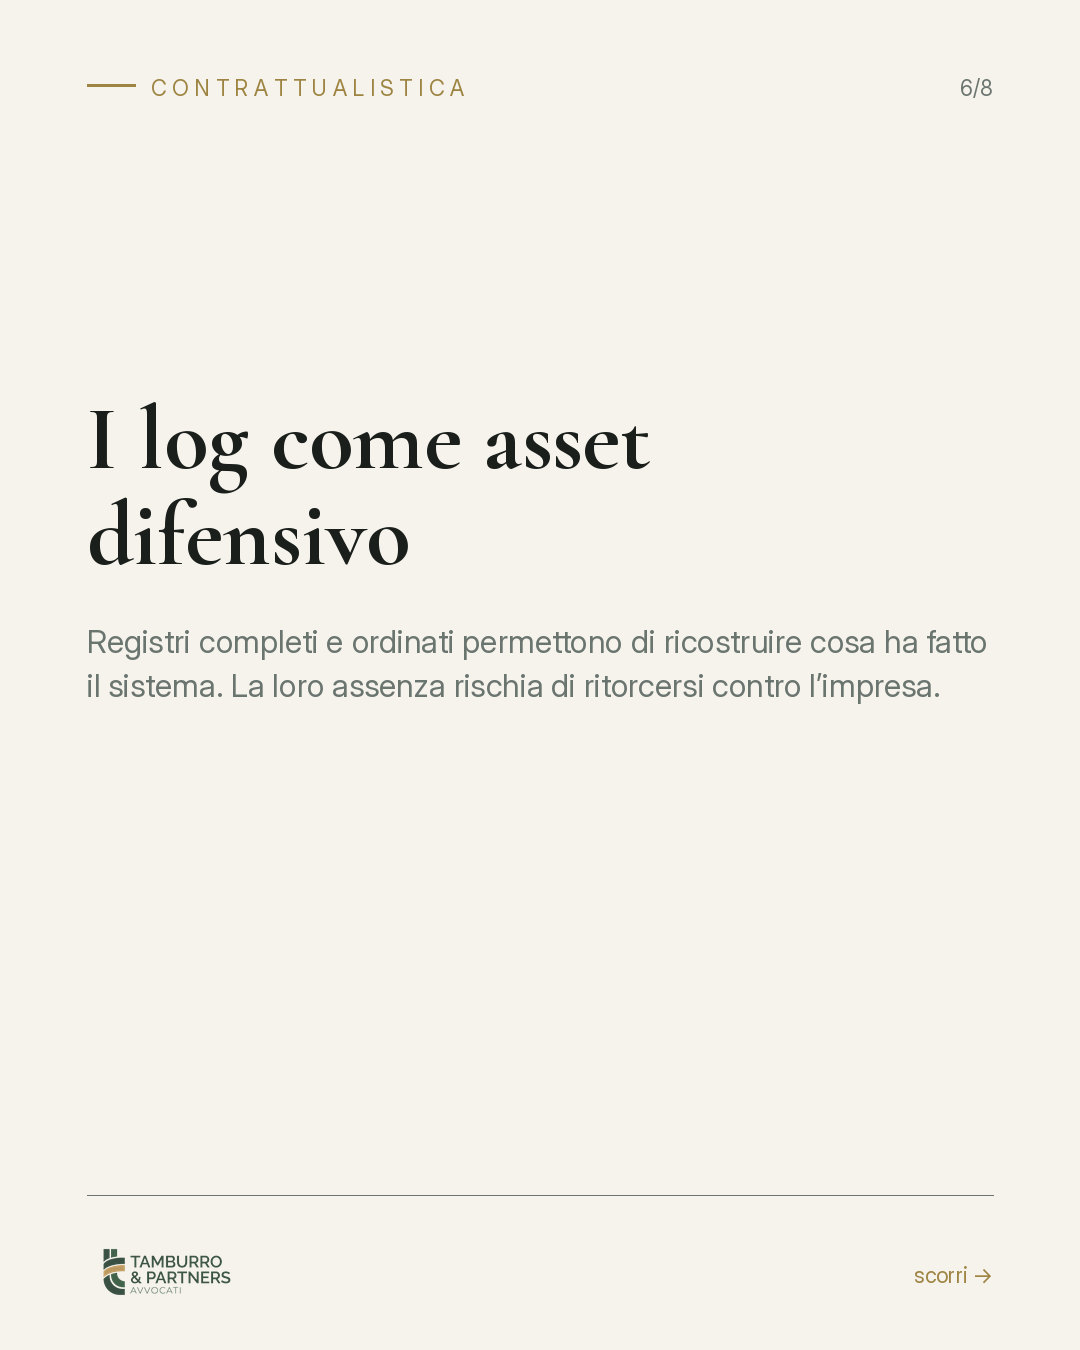 CONTRATTUALISTICA
6/8
I log come asset
difensivo
Registri completi e ordinati permettono di ricostruire cosa ha fatto
il sistema. La loro assenza rischia di ritorcersi contro l’impresa.
TAMBURRO
& PARTNERS
AVVOCATI
scorri →